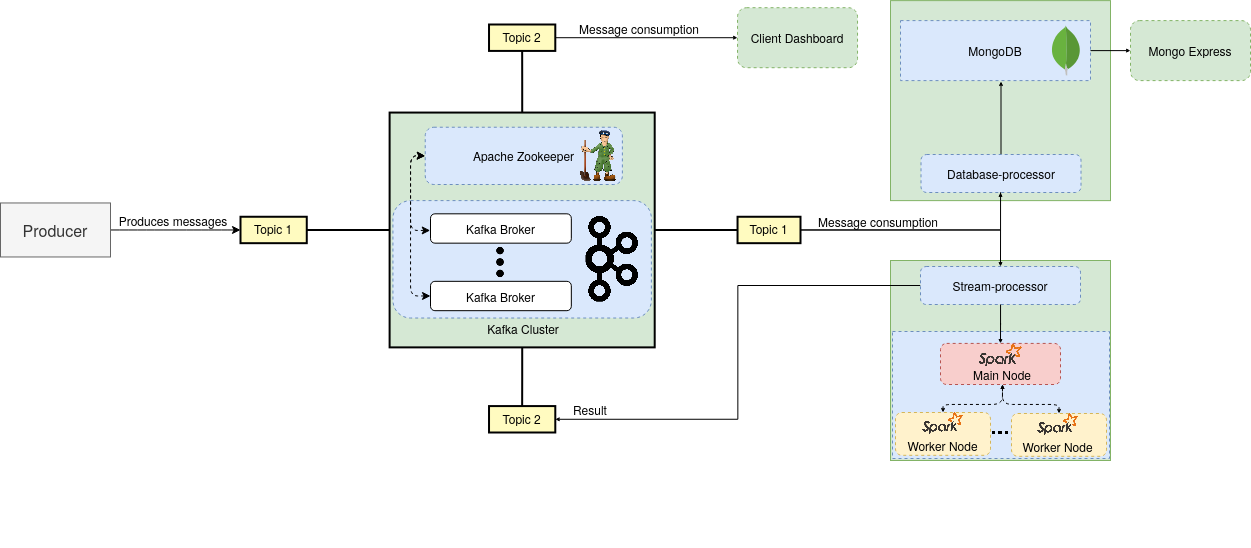 Topic 2
Message consumption
Client Dashboard
MongoDB
Mongo Express
Apache Zookeeper
Database-processor
Producer
Produces messages
Topic 1
Kafka Broker
Kafka Broker
Kafka Cluster
Topic 1
Message consumption
Stream-processor
Spark
Main Node
Topic 2
Result
Spark
Worker Node
Spark
Worker Node